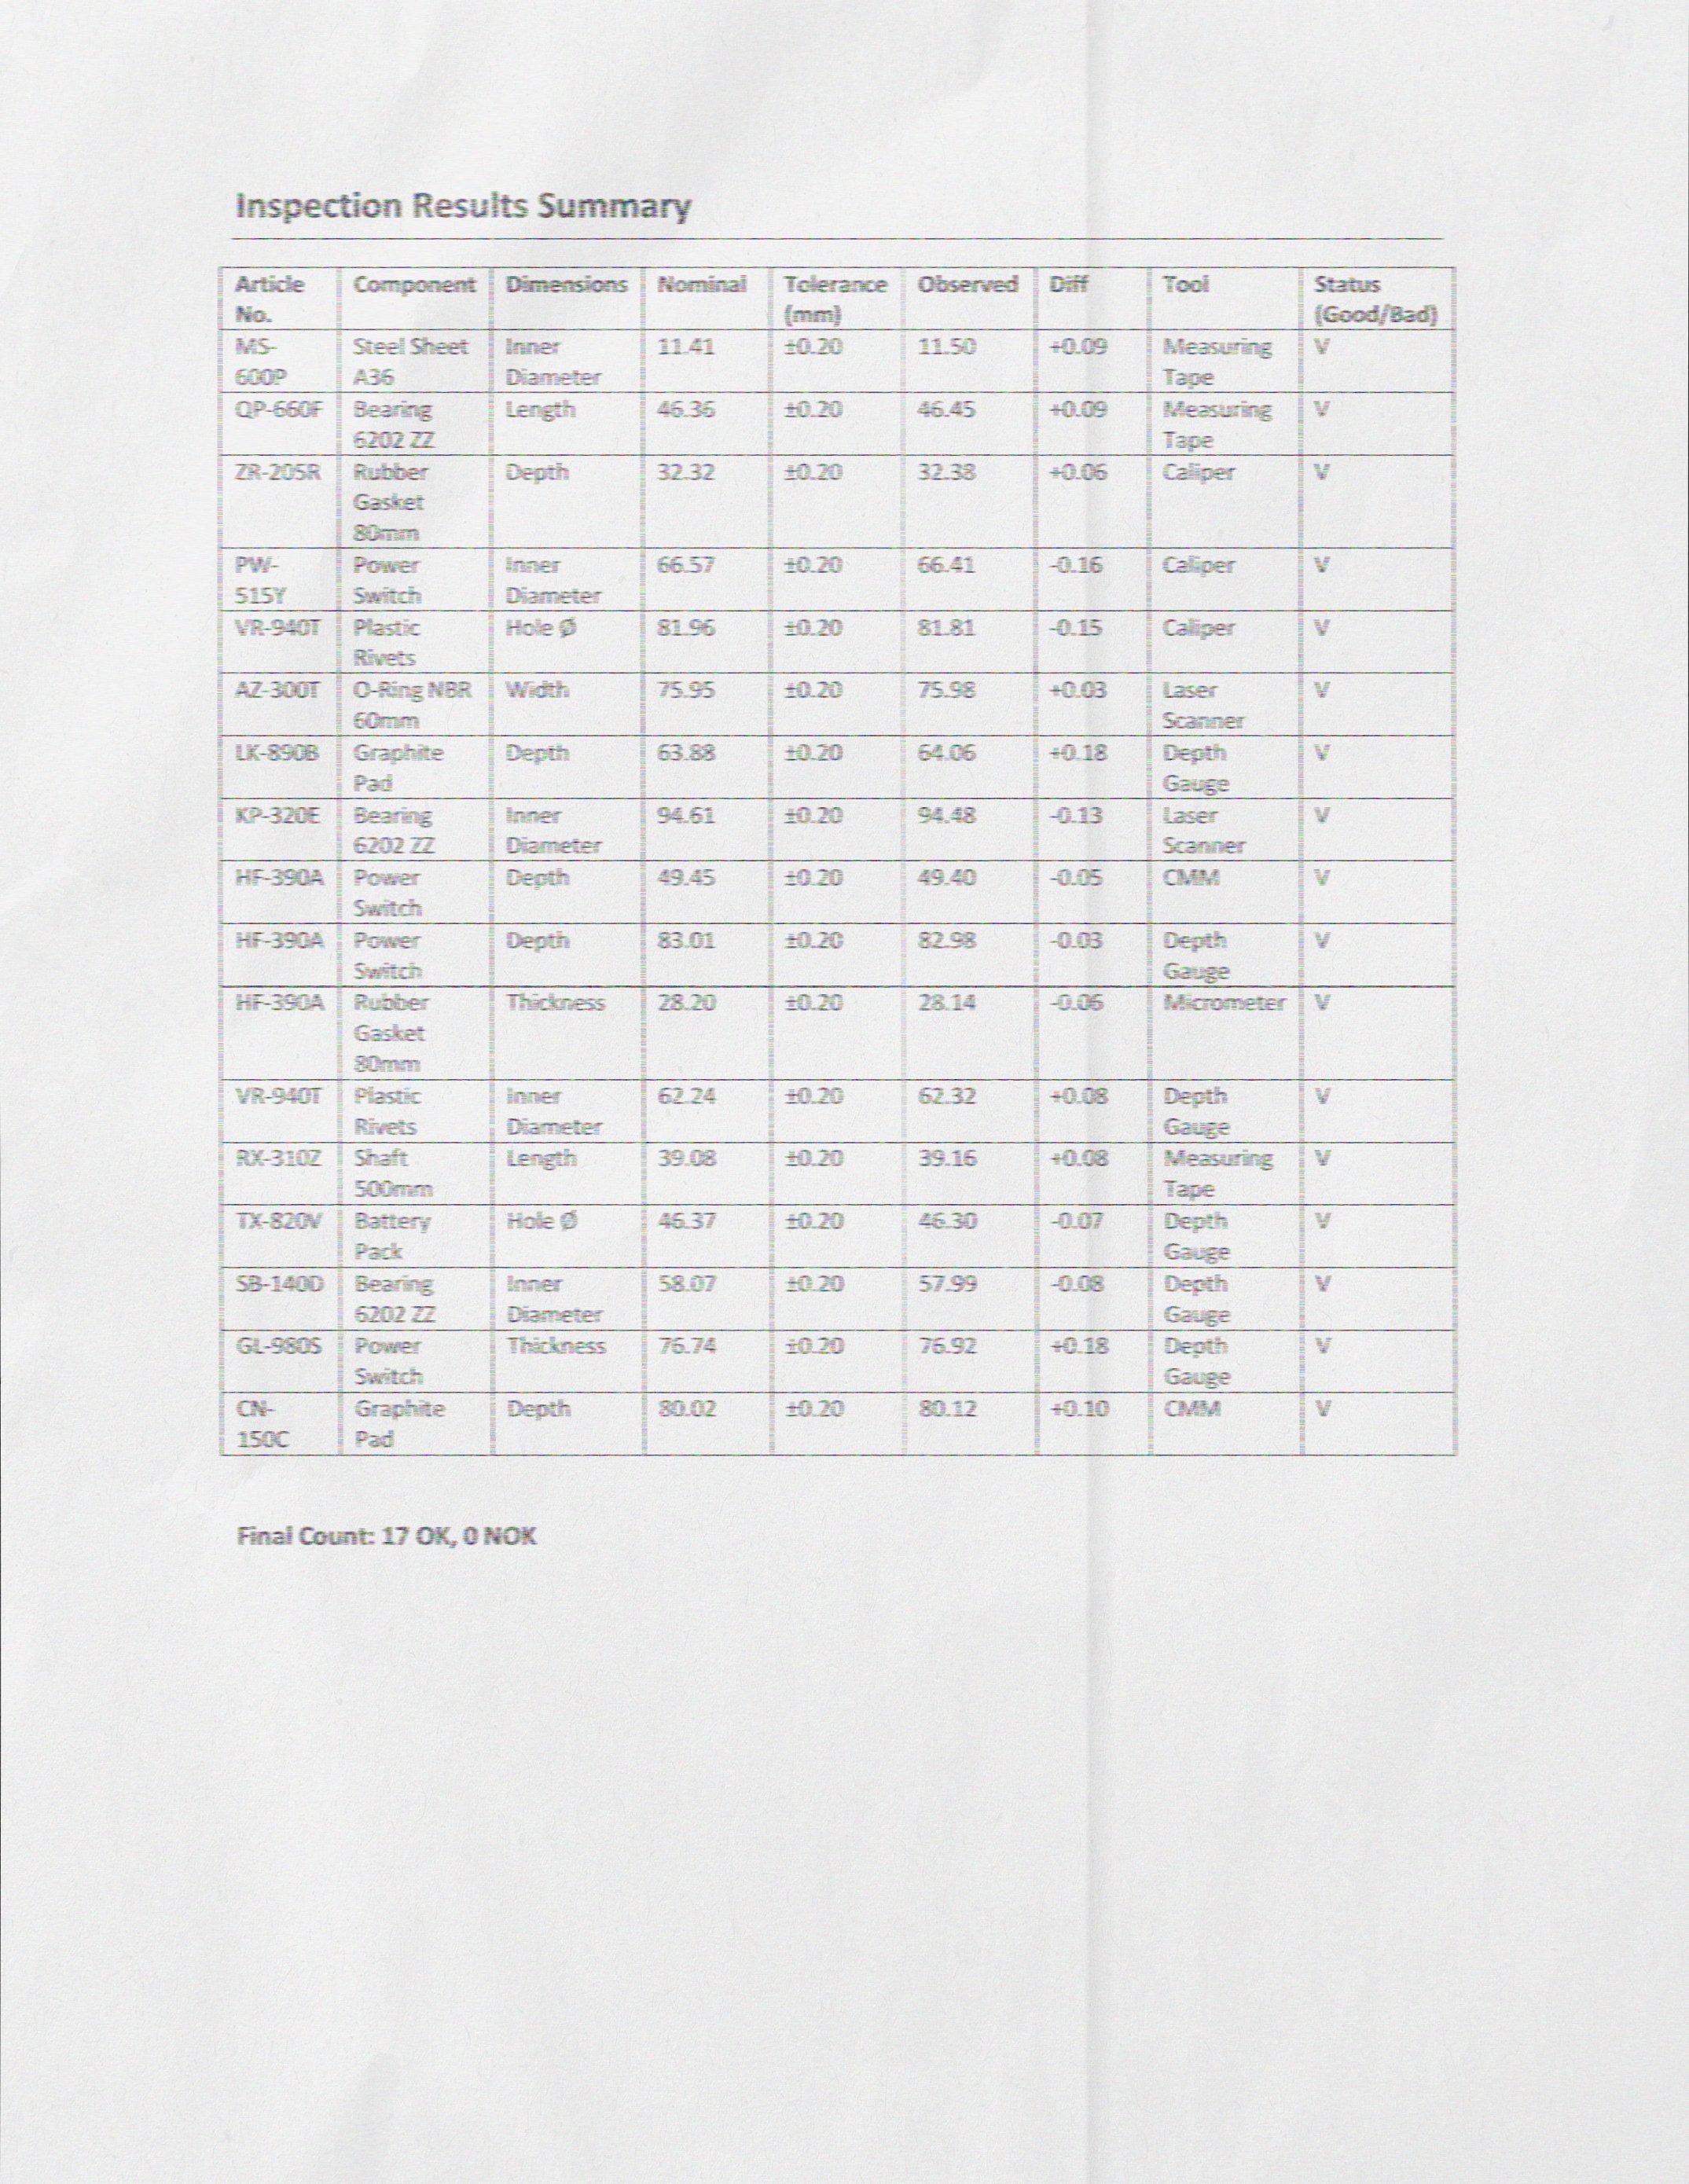 Inspection Results Summary
Article No. Component Dimensions Nominal Tolerance (mm) Observed Diff Tool Status (Good/Bad)
MS-600P Steel Sheet A36 Inner Diameter 11.41 ±0.20 11.50 +0.09 Measuring Tape V
QP-660F Bearing 6202 ZZ Length 46.36 ±0.20 46.45 +0.09 Measuring Tape V
ZR-205R Rubber Gasket 80mm Depth 32.32 ±0.20 32.38 +0.06 Caliper V
PW-515Y Power Switch Inner Diameter 66.57 ±0.20 66.41 -0.16 Caliper V
VR-940T Plastic Rivets Hole Ø 81.96 ±0.20 81.81 -0.15 Caliper V
AZ-300T O-Ring NBR 60mm Width 75.95 ±0.20 75.98 +0.03 Laser Scanner V
LK-890B Graphite Pad Depth 63.88 ±0.20 64.06 +0.18 Depth Gauge V
KP-320E Bearing 6202 ZZ Inner Diameter 94.61 ±0.20 94.48 -0.13 Laser Scanner V
HF-390A Power Switch Depth 49.45 ±0.20 49.40 -0.05 CMM V
HF-390A Power Switch Depth 83.01 ±0.20 82.98 -0.03 Depth Gauge V
HF-390A Rubber Gasket 80mm Thickness 28.20 ±0.20 28.14 -0.06 Micrometer V
VR-940T Plastic Rivets Inner Diameter 62.24 ±0.20 62.32 +0.08 Depth Gauge V
RX-310Z Shaft 500mm Length 39.08 ±0.20 39.16 +0.08 Measuring Tape V
TX-820V Battery Pack Hole Ø 46.37 ±0.20 46.30 -0.07 Depth Gauge V
SB-140D Bearing 6202 ZZ Inner Diameter 58.07 ±0.20 57.99 -0.08 Depth Gauge V
GL-980S Power Switch Thickness 76.74 ±0.20 76.92 +0.18 Depth Gauge V
CN-150C Graphite Pad Depth 80.02 ±0.20 80.12 +0.10 CMM V
Final Count: 17 OK, 0 NOK